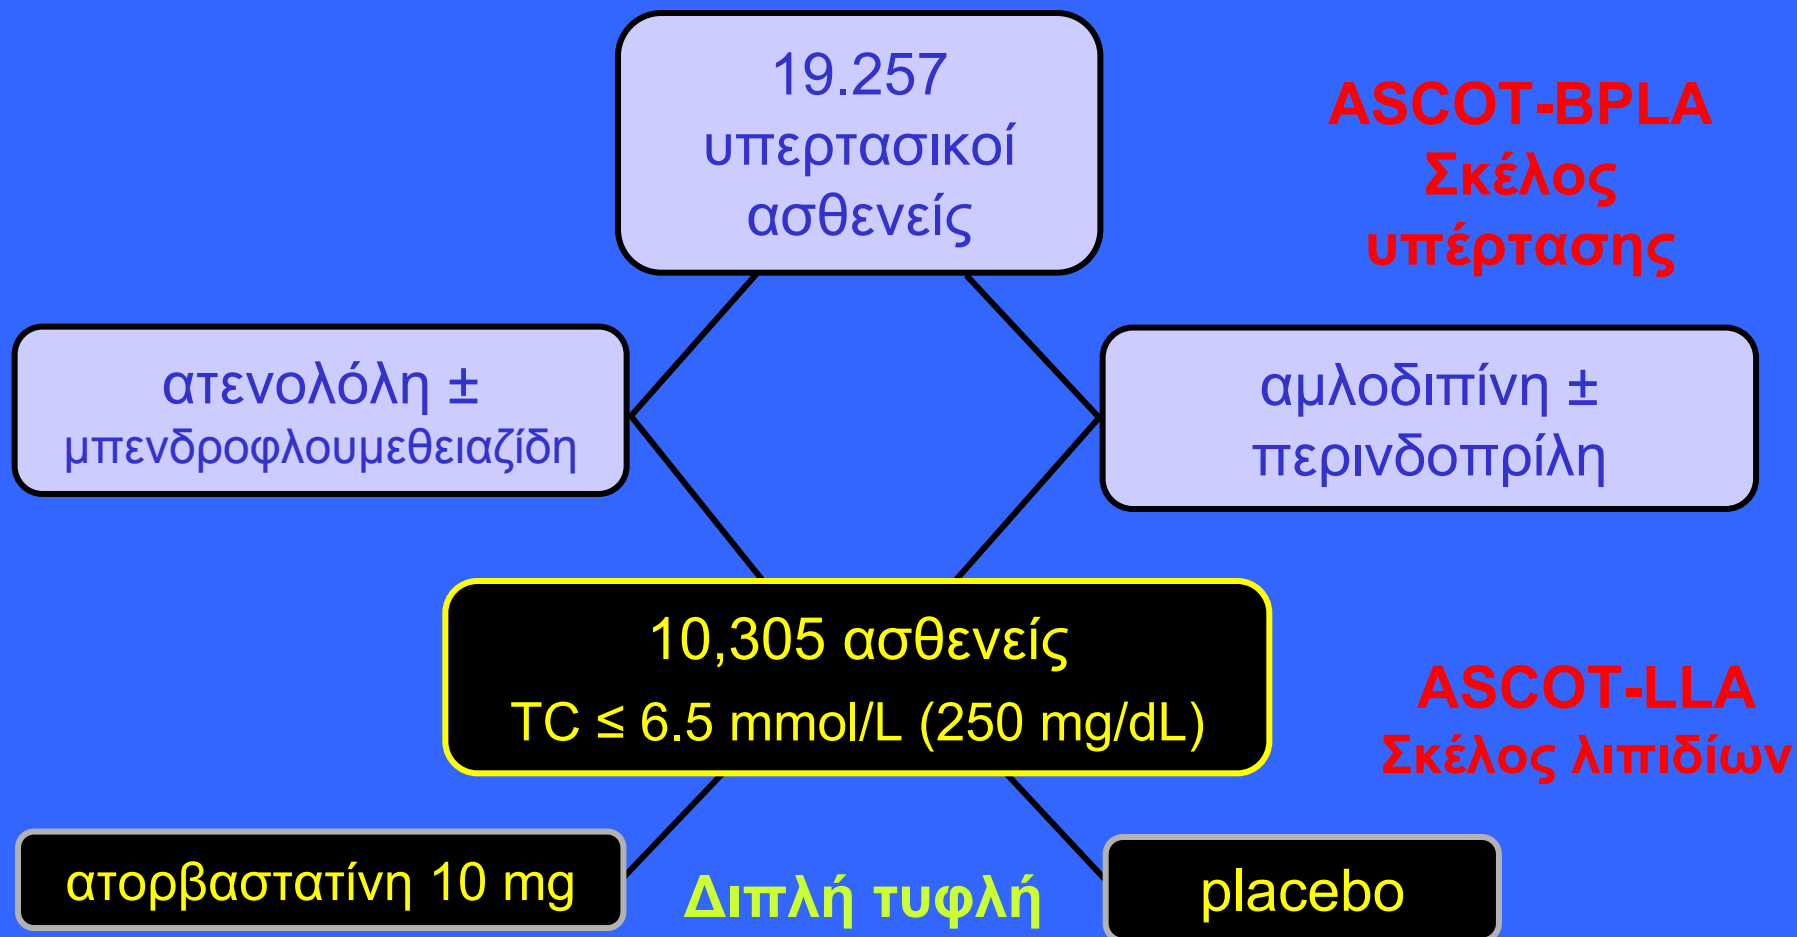 19.257
υπερτασικοί
ασθενείς
ASCOT-BPLA
Σκέλος
υπέρτασης
ατενολόλη ±
μπενδροφλουμεθειαζίδη
αμλοδιπίνη ±
περινδοπρίλη
10,305 ασθενείς
TC ≤ 6.5 mmol/L (250 mg/dL)
ASCOT-LLA
Σκέλος λιπιδίων
ατορβαστατίνη 10 mg
Διπλή τυφλή
placebo